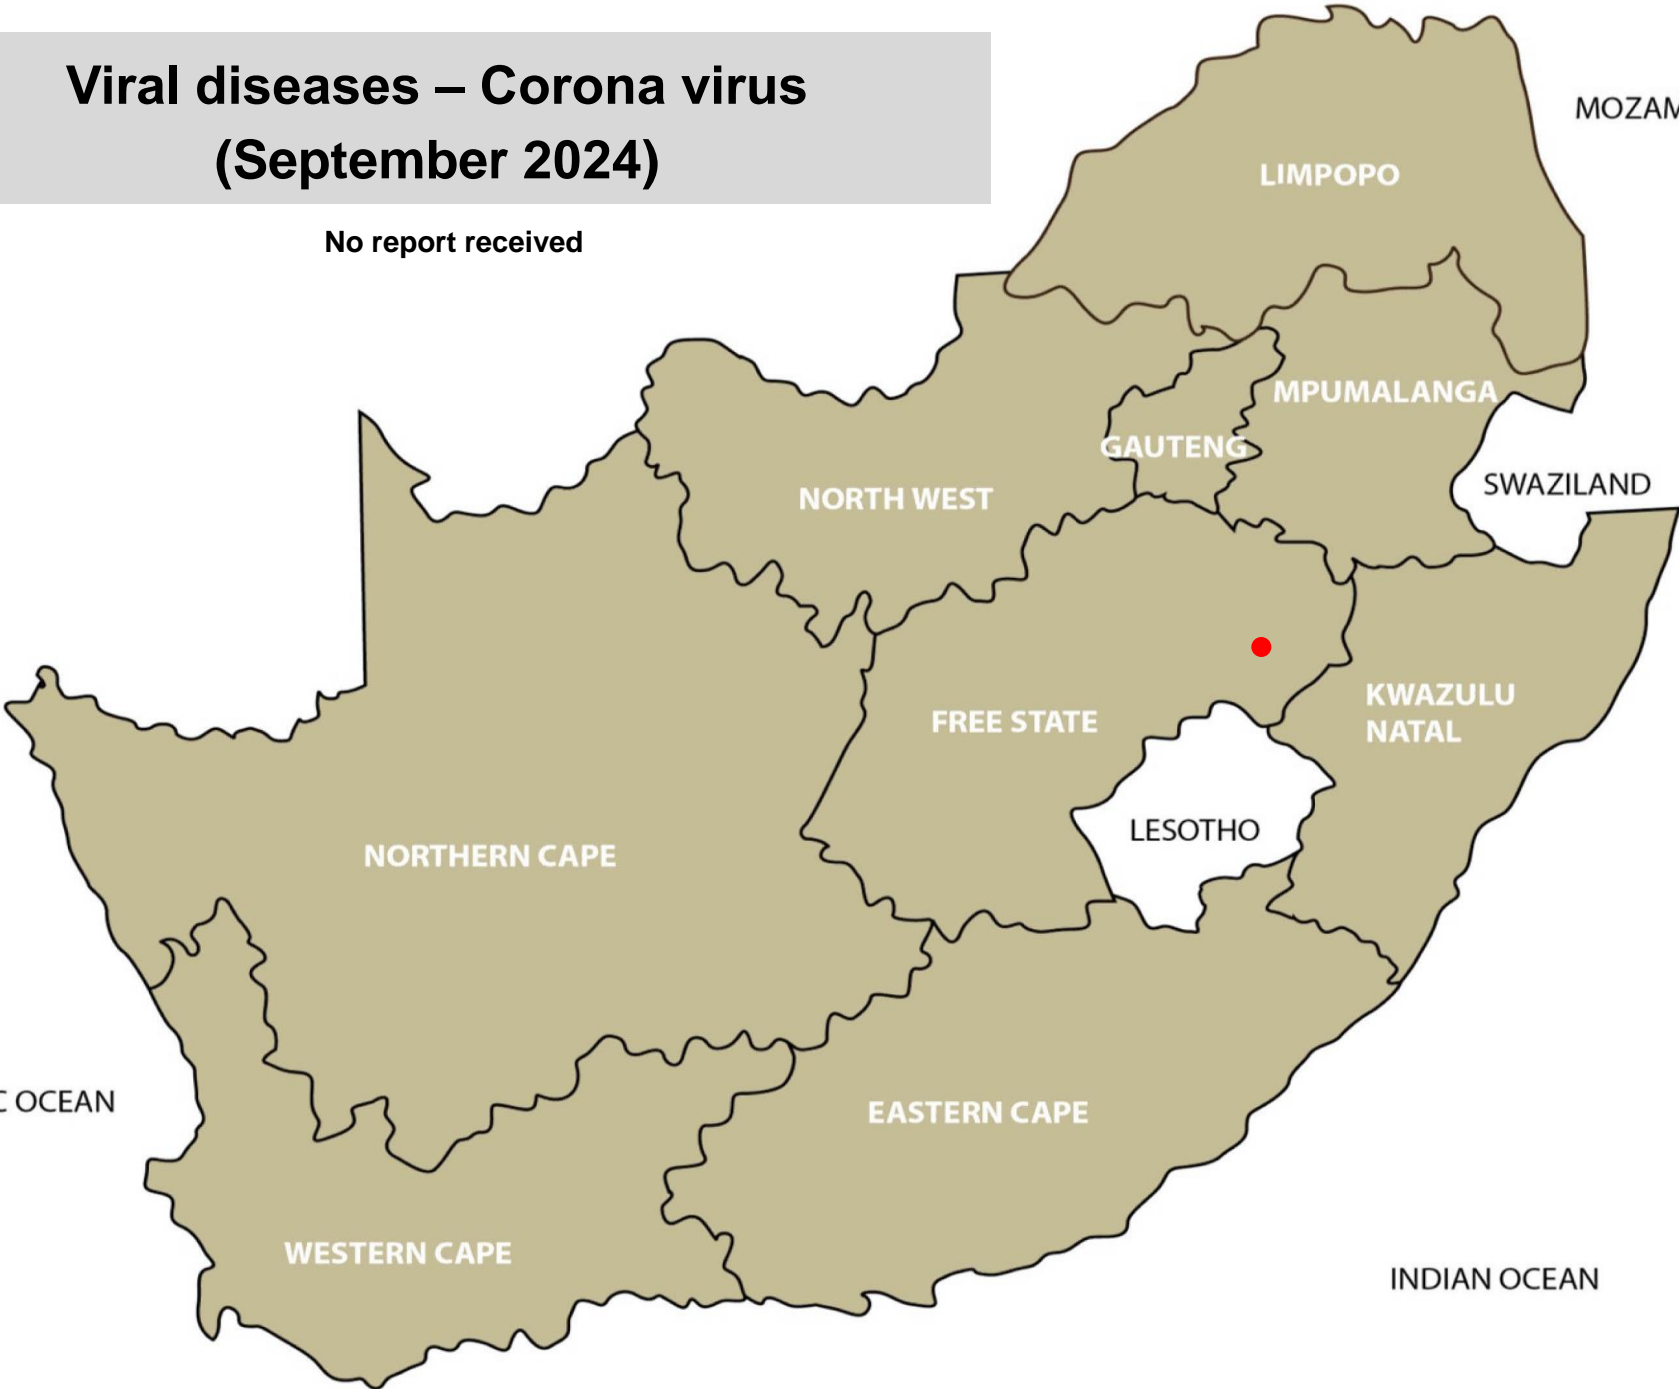 Viral diseases – Corona virus
(September 2024)
No report received
MOZAM
LIMPOPO
MPUMALANGA
GAUTENG
SWAZILAND
NORTH WEST
KWAZULU
NATAL
FREE STATE
LESOTHO
NORTHERN CAPE
C OCEAN
EASTERN CAPE
WESTERN CAPE
INDIAN OCEAN